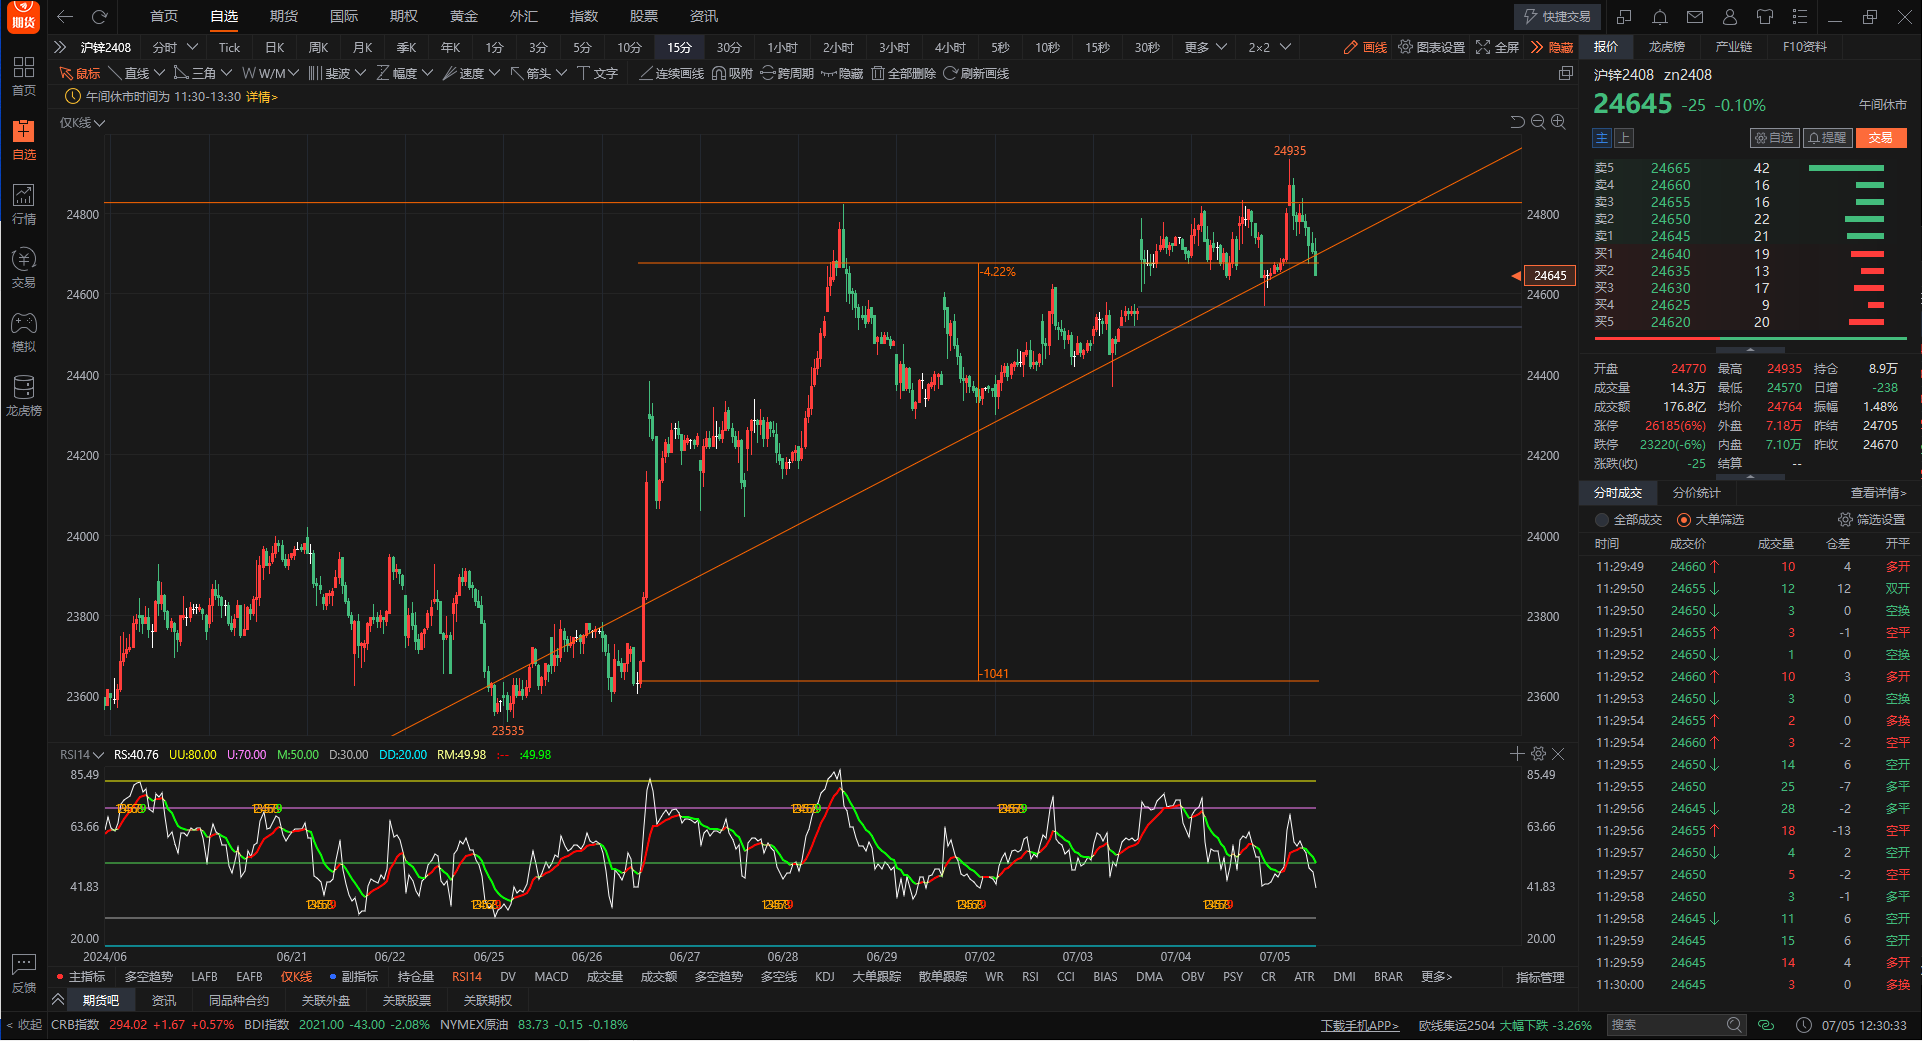 期货 首页 自选 期货 国际 期权 黄金 外汇 指数 股票 资讯 快捷交易
沪锌2408 分时 Tick 日K 周K 月K 季K 年K 1分 3分 5分 10分 15分 30分 1小时 2小时 3小时 4小时 5秒 10秒 15秒 30秒 更多 2×2 画线 图表设置 全屏 隐藏
鼠标 直线 三角 W/M 斐波 幅度 速度 箭头 文字 连续画线 吸附 跨周期 隐藏 全部删除 刷新画线
午间休市时间为 11:30-13:30 详情>
仅K线
首页
自选
行情
交易
模拟
龙虎榜
反馈
< 收起
24935
24800 24800
-4.22%
24645
24600 24600
24400 24400
24200 24200
24000 24000
23800 23800
-1041
23600 23600
23535
RSI14 RS:40.76 UU:80.00 U:70.00 M:50.00 D:30.00 DD:20.00 RM:49.98 :-- :49.98
85.49 85.49
63.66 63.66
41.83 41.83
20.00 20.00
2024/06 06/21 06/22 06/25 06/26 06/27 06/28 06/29 07/02 07/03 07/04 07/05
主指标 多空趋势 LAFB EAFB 仅K线 副指标 持仓量 RSI14 DV MACD 成交量 成交额 多空趋势 多空线 KDJ 大单跟踪 散单跟踪 WR RSI CCI BIAS DMA OBV PSY CR ATR DMI BRAR 更多> 指标管理
期货吧 资讯 同品种合约 关联外盘 关联股票 关联期权
CRB指数 294.02 +1.67 +0.57% BDI指数 2021.00 -43.00 -2.08% NYMEX原油 83.73 -0.15 -0.18% 下载手机APP> 欧线集运2504 大幅下跌 -3.26% 搜索 07/05 12:30:33
报价 龙虎榜 产业链 F10资料
沪锌2408 zn2408
24645 -25 -0.10% 午间休市
主 上 自选 提醒 交易
卖5 24665 42
卖4 24660 16
卖3 24655 16
卖2 24650 22
卖1 24645 21
买1 24640 19
买2 24635 13
买3 24630 17
买4 24625 9
买5 24620 20
开盘 24770 最高 24935 持仓 8.9万
成交量 14.3万 最低 24570 日增 -238
成交额 176.8亿 均价 24764 振幅 1.48%
涨停 26185(6%) 外盘 7.18万 昨结 24705
跌停 23220(-6%) 内盘 7.10万 昨收 24670
涨跌(收) -25 结算 --
分时成交 分价统计 查看详情>
全部成交 大单筛选 筛选设置
时间 成交价 成交量 仓差 开平
11:29:49 24660↑ 10 4 多开
11:29:50 24655↓ 12 12 双开
11:29:50 24650↓ 3 0 空换
11:29:51 24655↑ 3 -1 空平
11:29:52 24650↓ 1 0 空换
11:29:52 24660↑ 10 3 多开
11:29:53 24650↓ 3 0 空换
11:29:54 24655↑ 2 0 多换
11:29:54 24660↑ 3 -2 空平
11:29:55 24650↓ 14 6 空开
11:29:55 24650 25 -7 多平
11:29:56 24645↓ 28 -2 多平
11:29:56 24655↑ 18 -13 空平
11:29:57 24650↓ 4 2 空开
11:29:57 24650 5 -2 空平
11:29:58 24650 3 -1 多平
11:29:58 24645↓ 11 6 空开
11:29:59 24645 15 6 空开
11:29:59 24645 14 4 多开
11:30:00 24645 3 0 多换